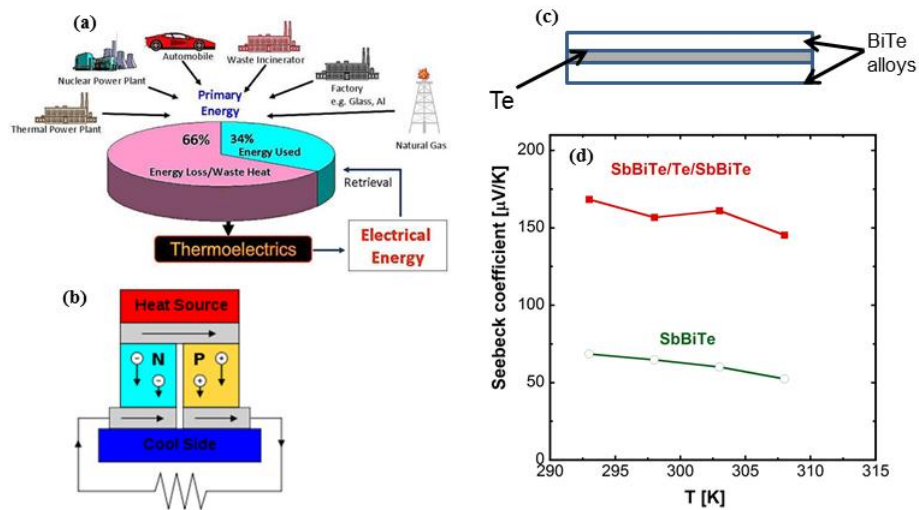 (a)
Automobile
Waste Incinerator
Nuclear Power Plant
Factory
e.g. Glass, Al
Primary
Energy
Thermal Power Plant
Natural Gas
66%
34%
Energy Used
Energy Loss/Waste Heat
Retrieval
Thermoelectrics
Electrical
Energy
(b)
Heat Source
N
P
Cool Side
(c)
BiTe
alloys
Te
(d)
SbBiTe/Te/SbBiTe
SbBiTe
Seebeck coefficient [μV/K]
200
150
100
50
0
290
295
300
305
310
315
T [K]